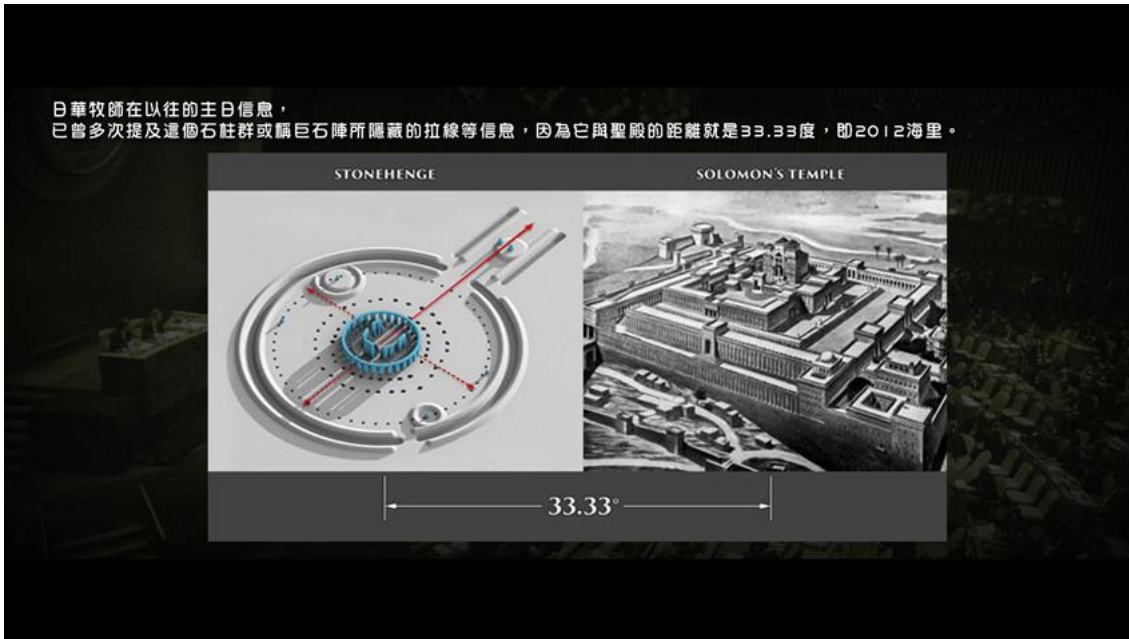 日華牧師在以往的主日信息，
已曾多次提及這個石柱群或稱巨石陣所隱藏的拉線等信息，因為它與聖殿的距離就是33.33度，即2012海里。
STONEHENGE
SOLOMON'S TEMPLE
33.33°